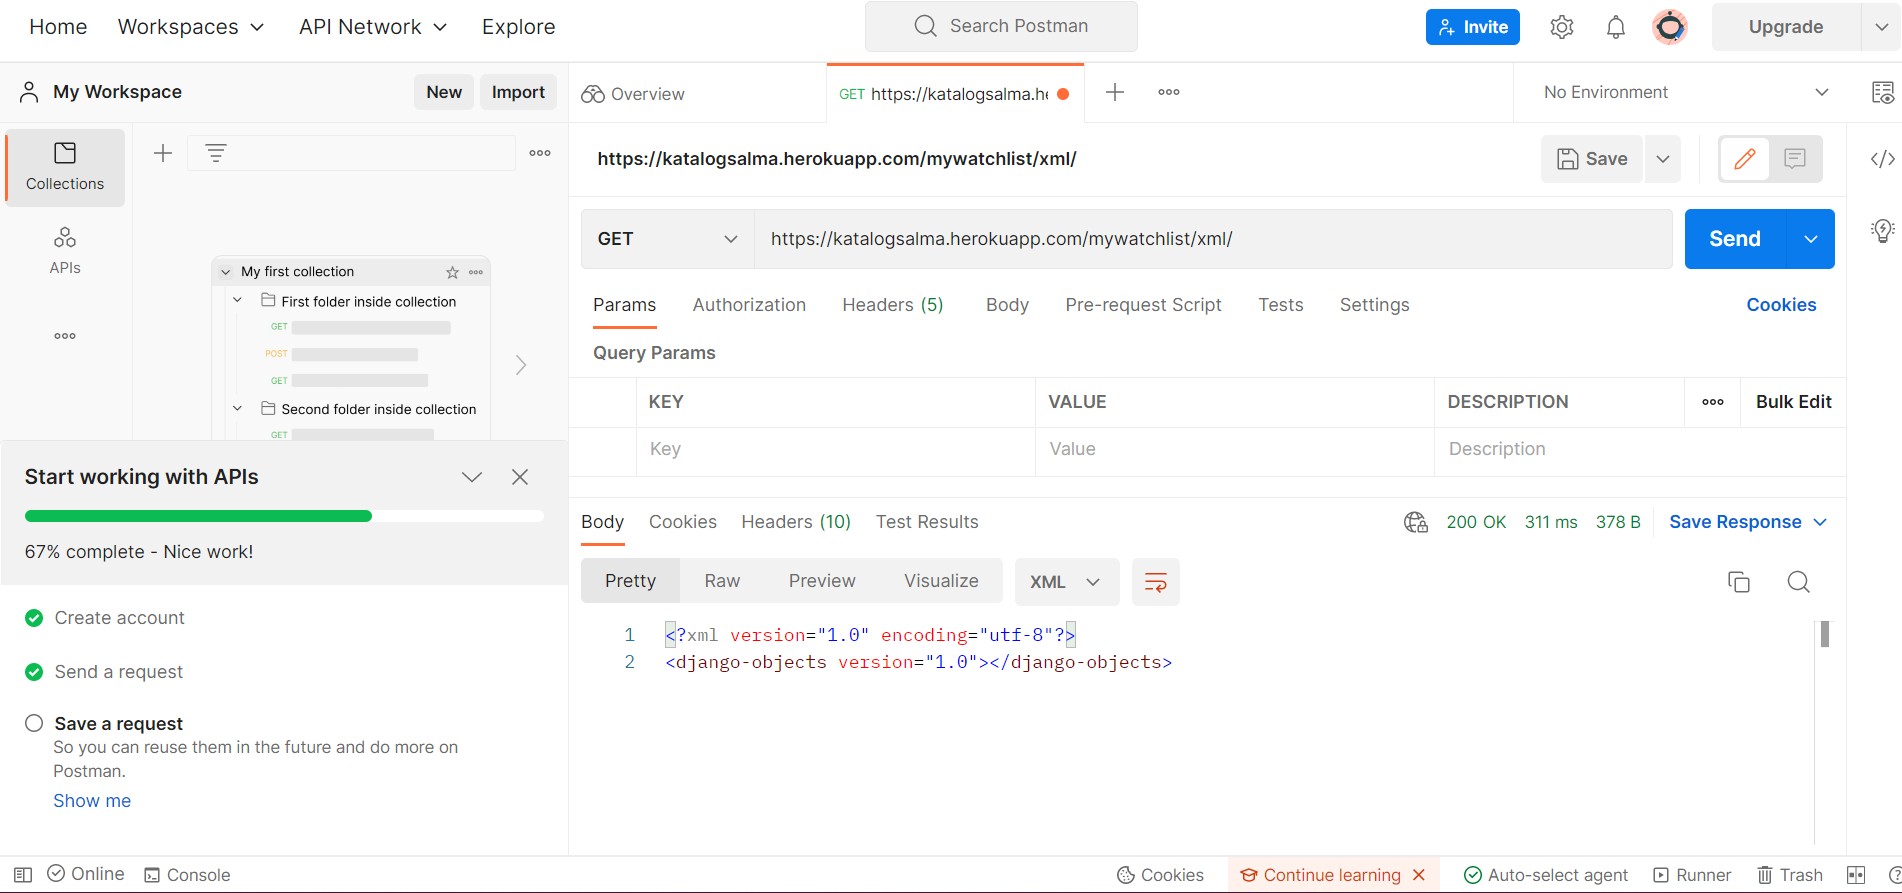 Home Workspaces API Network Explore Search Postman Invite Upgrade
My Workspace New Import
Overview GET https://katalogsalma.he No Environment
Collections
APIs
My first collection
First folder inside collection
GET
POST
GET
Second folder inside collection
GET
Start working with APIs
67% complete - Nice work!
Create account
Send a request
Save a request
So you can reuse them in the future and do more on
Postman.
Show me
https://katalogsalma.herokuapp.com/mywatchlist/xml/ Save
GET https://katalogsalma.herokuapp.com/mywatchlist/xml/ Send
Params Authorization Headers (5) Body Pre-request Script Tests Settings Cookies
Query Params
KEY VALUE DESCRIPTION Bulk Edit
Key Value Description
Body Cookies Headers (10) Test Results 200 OK 311 ms 378 B Save Response
Pretty Raw Preview Visualize XML
1 <?xml version="1.0" encoding="utf-8"?>
2 <django-objects version="1.0"></django-objects>
Online Console Cookies Continue learning Auto-select agent Runner Trash